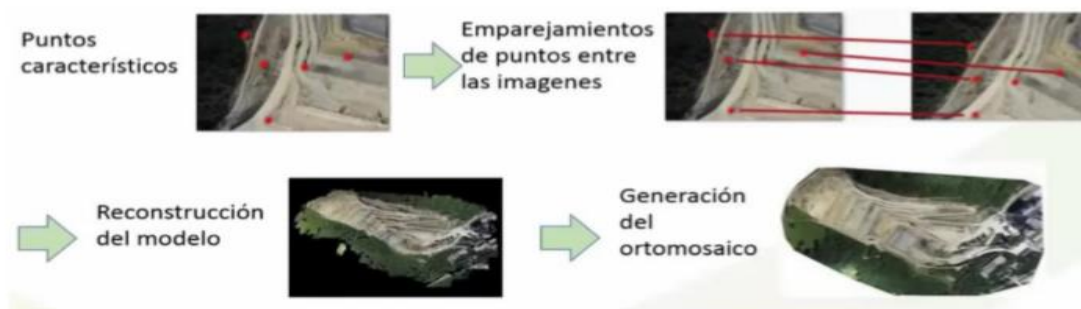 Puntos
característicos
Emparejamientos
de puntos entre
las imagenes
Reconstrucción
del modelo
Generación
del
ortomosaico